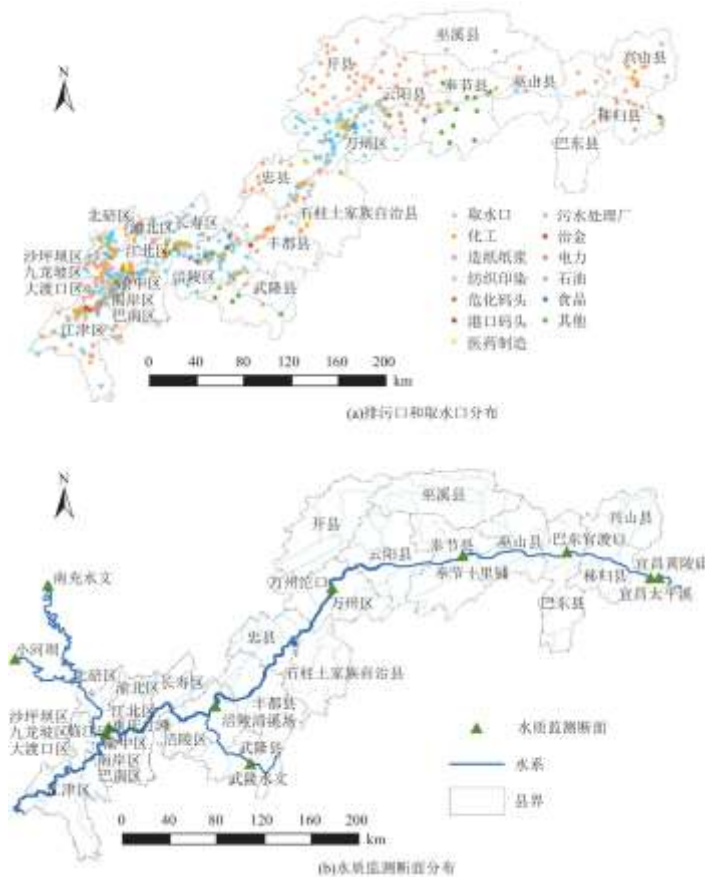 N
巫溪县
开县
兴山县
云阳县
奉节县
巫山县
秭归县
万州区
巴东县
忠县
石柱土家族自治县
北碚区
渝北区
长寿区
江北区
丰都县
沙坪坝区
九龙坡区
渝中区
涪陵区
武隆县
大渡口区
南岸区
巴南区
江津区
取水口
污水处理厂
化工
冶金
造纸纸浆
电力
纺织印染
石油
危化码头
食品
港口码头
其他
医药制造
0 40 80 120 160 200
km
(a)排污口和取水口分布
N
巫溪县
开县
兴山县
云阳县
奉节县
巫山县
巴东官渡口
宜昌黄陵庙
南充水文
万州沱口
奉节十里铺
秭归县
宜昌太平溪
万州区
巴东县
小河坝
忠县
北碚区
渝北区
长寿区
石柱土家族自治县
沙坪坝区
江北区
丰都县
九龙坡区
涪陵清溪场
大渡口区
渝中区
涪陵区
武隆县
南岸区
巴南区
武隆水文
江津区
水质监测断面
水系
县界
0 40 80 120 160 200
km
(b)水质监测断面分布